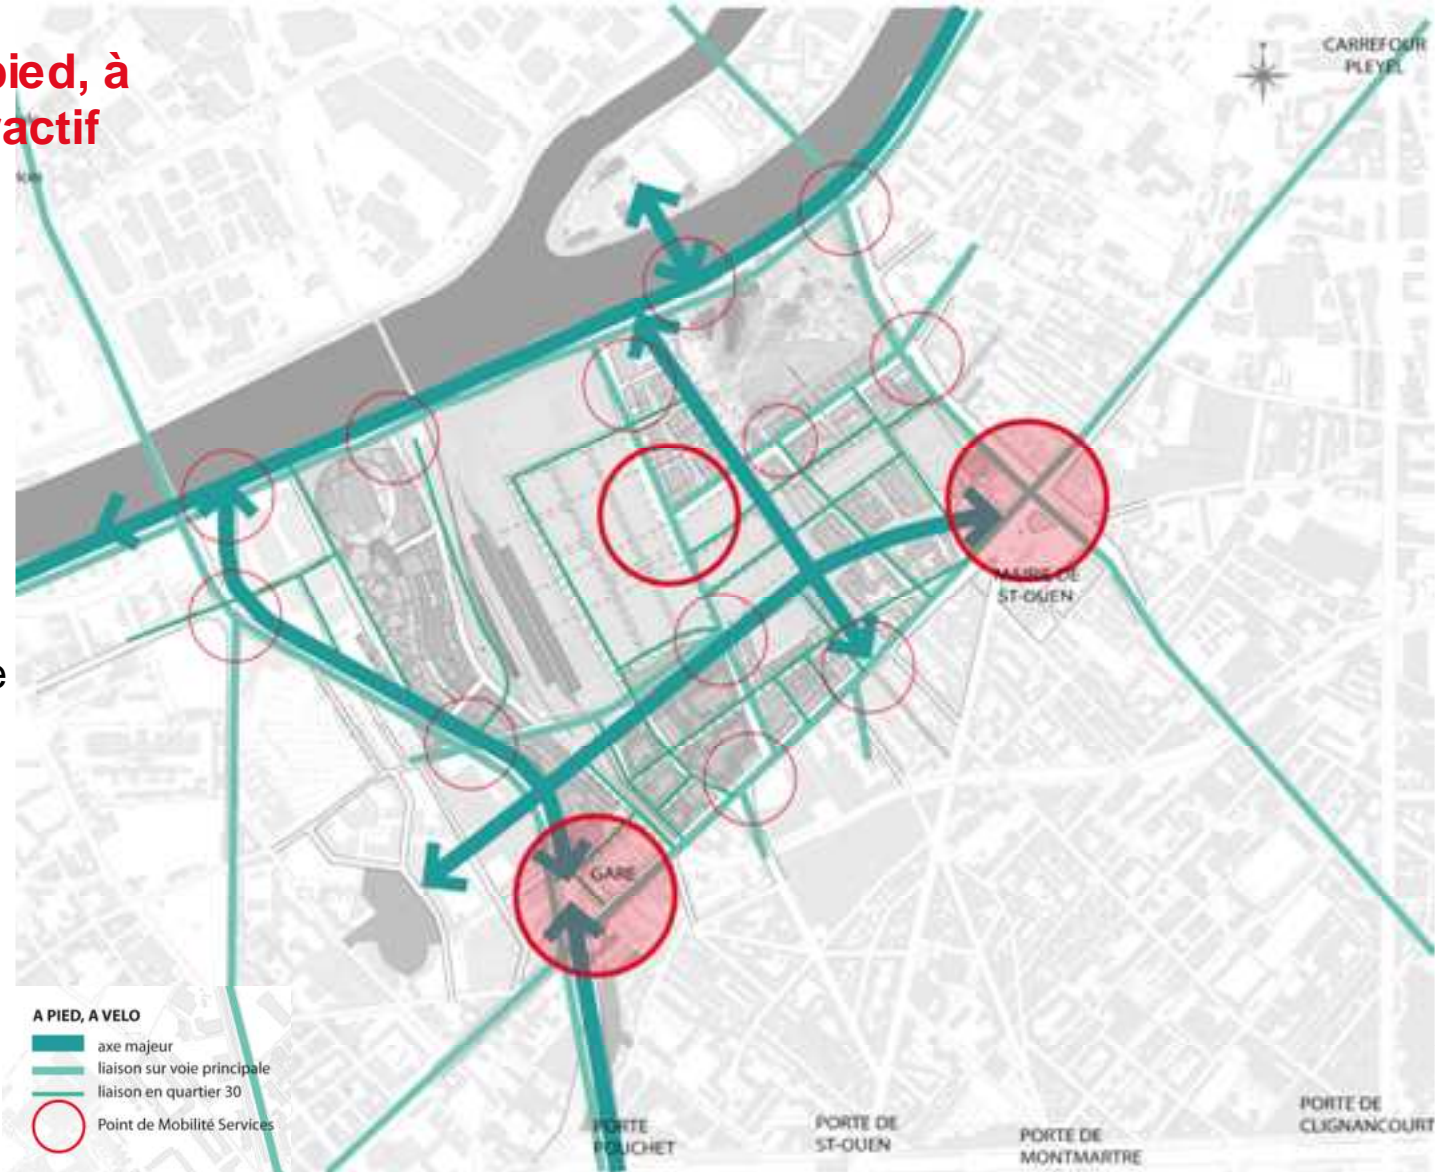 pied, à
actif
CARREFOUR
PLEYEL
MAIRIE DE
ST-OUEN
e
GARE
A PIED, A VELO
axe majeur
liaison sur voie principale
liaison en quartier 30
Point de Mobilité Services
PORTE
POUCHET
PORTE DE
ST-OUEN
PORTE DE
MONTMARTRE
PORTE DE
CLIGNANCOURT